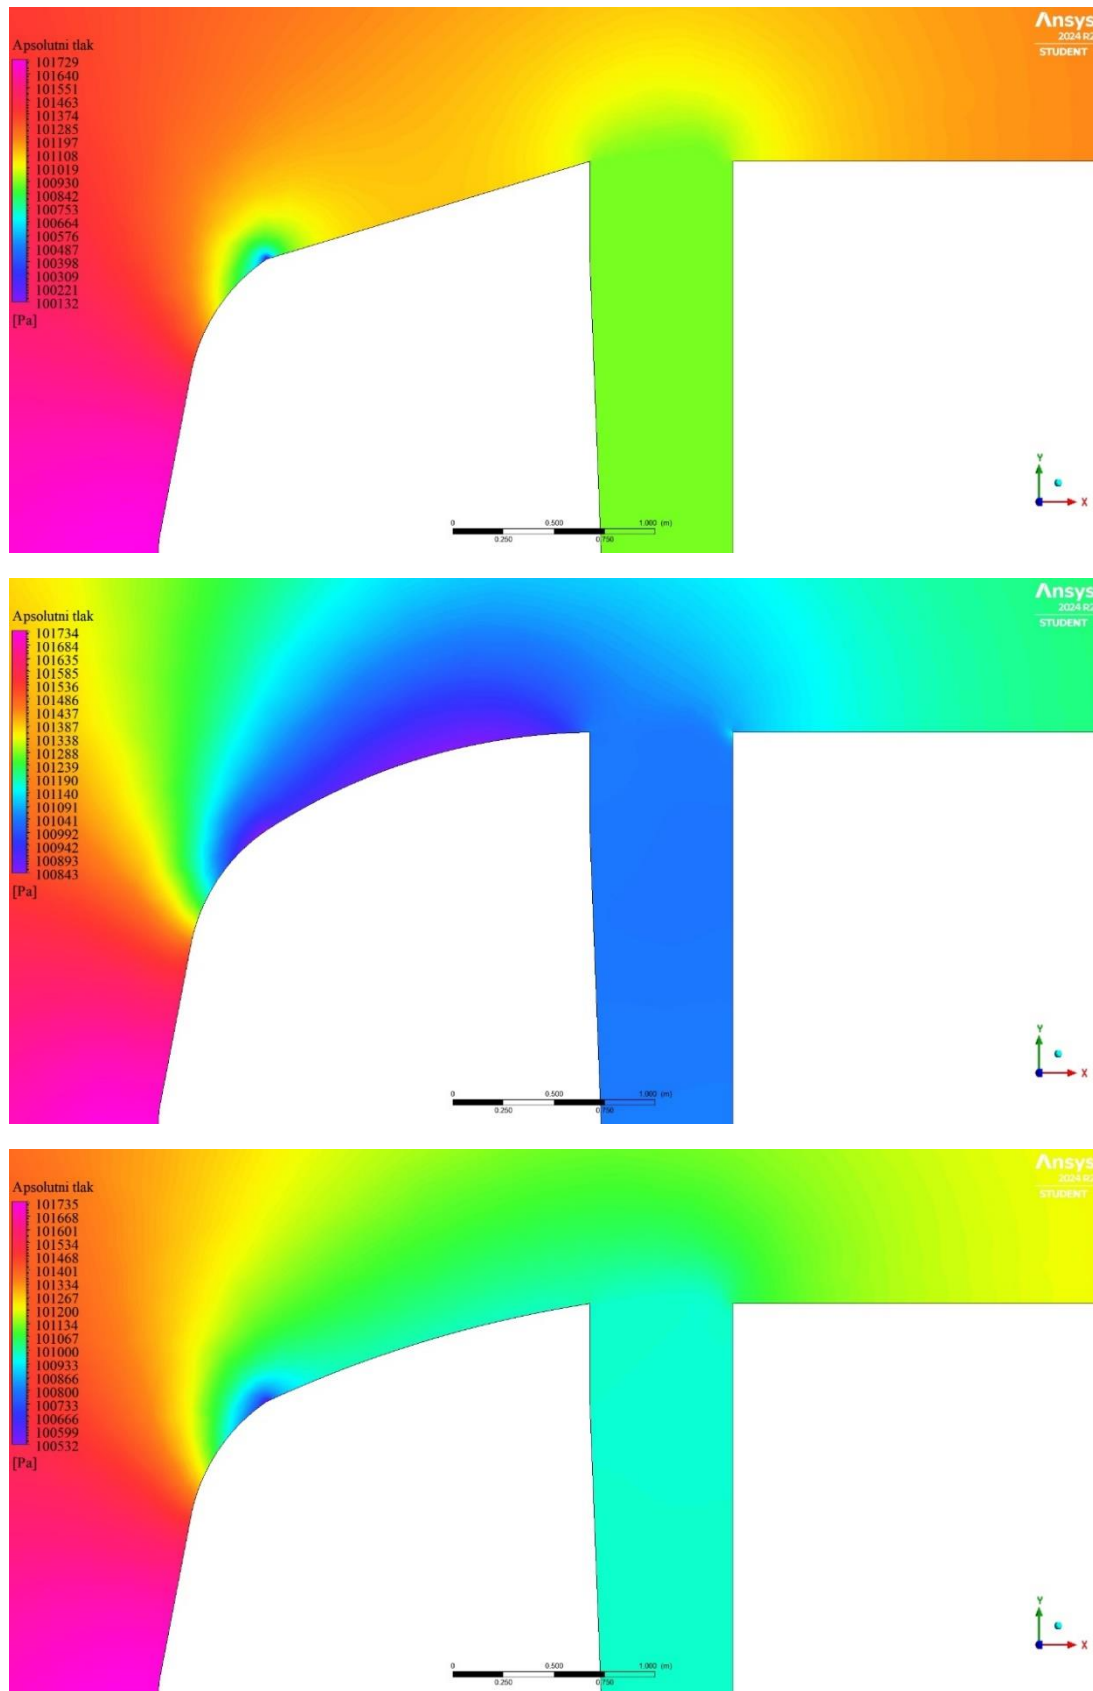 Ansys
2024 R2
STUDENT
Apsolutni tlak
101729
101640
101551
101463
101374
101285
101197
101108
101019
100930
100842
100753
100664
100576
100487
100398
100309
100221
100132
[Pa]
0 0.500 1.000 (m)
0.250 0.750
Y
X
Ansys
2024 R2
STUDENT
Apsolutni tlak
101734
101684
101635
101585
101536
101486
101437
101387
101338
101288
101239
101190
101140
101091
101041
100992
100942
100893
100843
[Pa]
0 0.500 1.000 (m)
0.250 0.750
Y
X
Ansys
2024 R2
STUDENT
Apsolutni tlak
101735
101668
101601
101534
101468
101401
101334
101267
101200
101134
101067
101000
100933
100866
100800
100733
100666
100599
100532
[Pa]
0 0.500 1.000 (m)
0.250 0.750
Y
X